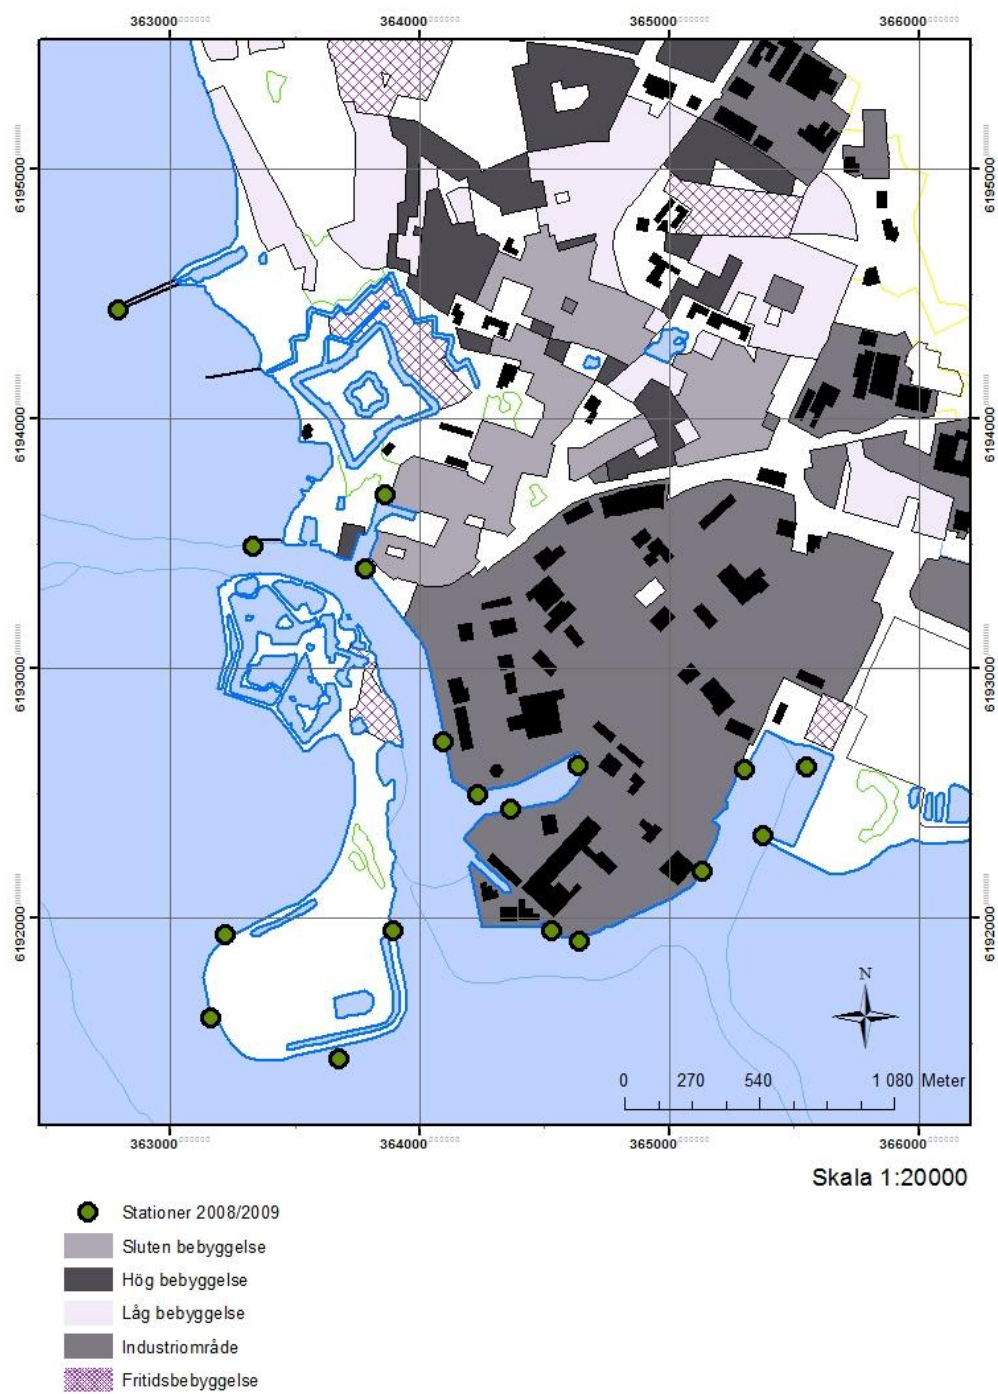 363000 364000 365000 366000
6195000 6195000
6194000 6194000
6193000 6193000
6192000 6192000
N
0 270 540 1 080 Meter
363000 364000 365000 366000
Skala 1:20000
Stationer 2008/2009
Sluten bebyggelse
Hög bebyggelse
Låg bebyggelse
Industriområde
Fritidsbebyggelse